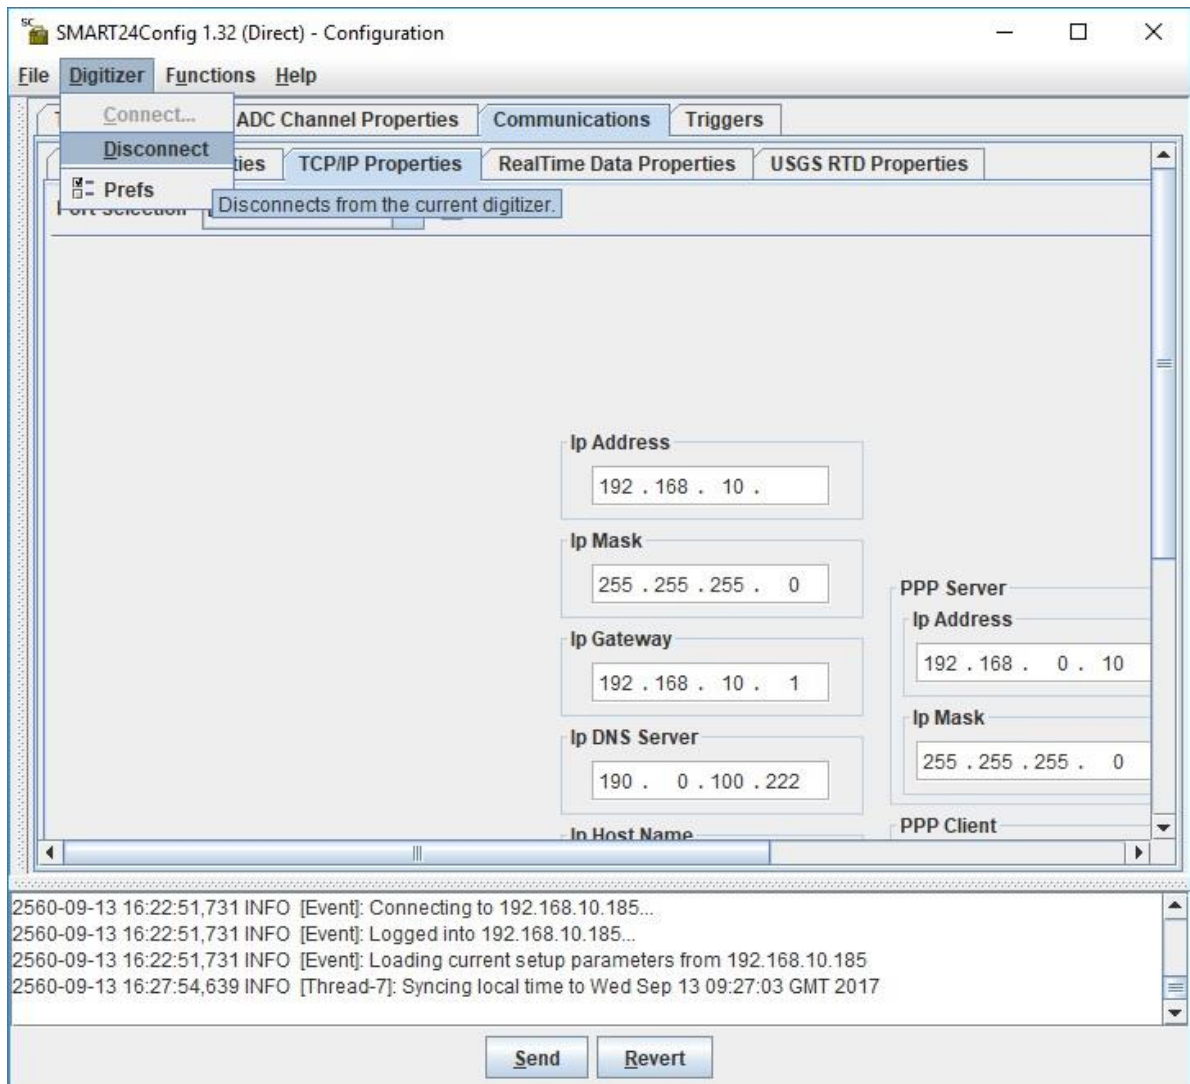 SMART24Config 1.32 (Direct) - Configuration
File Digitizer Functions Help
Connect... ADC Channel Properties Communications Triggers
Disconnect
TCP/IP Properties RealTime Data Properties USGS RTD Properties
Prefs
Disconnects from the current digitizer.
Port Selection
Ip Address
192 . 168 . 10 .
Ip Mask
255 . 255 . 255 . 0
PPP Server
Ip Address
Ip Gateway
192 . 168 . 0 . 10
192 . 168 . 10 . 1
Ip Mask
Ip DNS Server
255 . 255 . 255 . 0
190 . 0 . 100 . 222
PPP Client
Ip Host Name
2560-09-13 16:22:51,731 INFO [Event]: Connecting to 192.168.10.185...
2560-09-13 16:22:51,731 INFO [Event]: Logged into 192.168.10.185...
2560-09-13 16:22:51,731 INFO [Event]: Loading current setup parameters from 192.168.10.185
2560-09-13 16:27:54,639 INFO [Thread-7]: Syncing local time to Wed Sep 13 09:27:03 GMT 2017
Send Revert